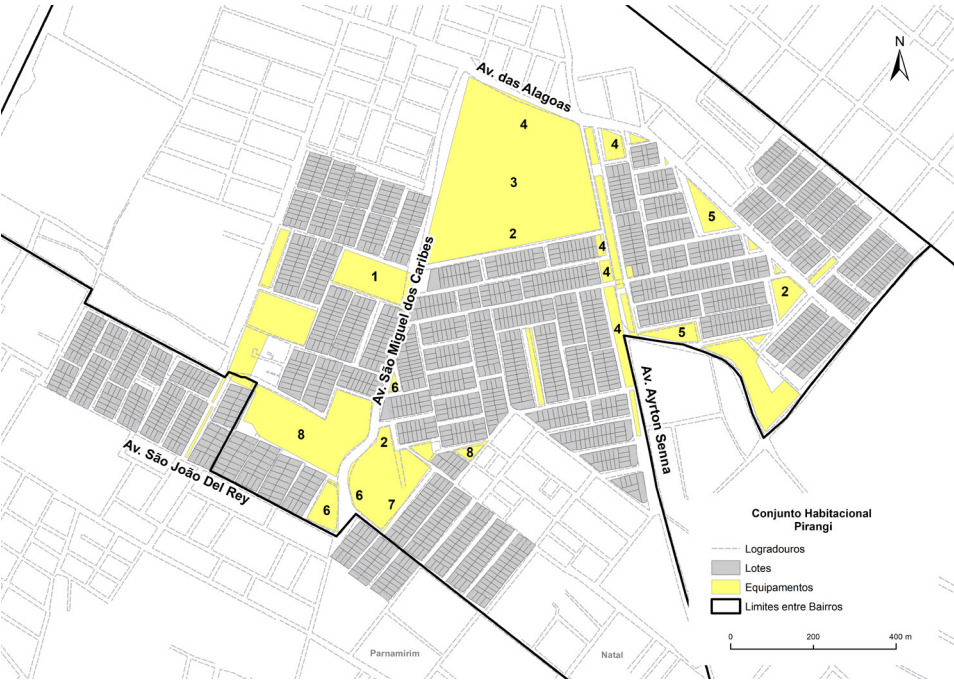 N
Av. das Alagoas
4
4
3
5
2
4
4
1
2
4
5
Av. São Miguel dos Caribes
6
Av. Ayrton Senna
8
2
8
Av. São João Del Rey
6
7
6
Conjunto Habitacional
Pirangi
Logradouros
Lotes
Equipamentos
Limites entre Bairros
0 200 400 m
Parnamirim
Natal